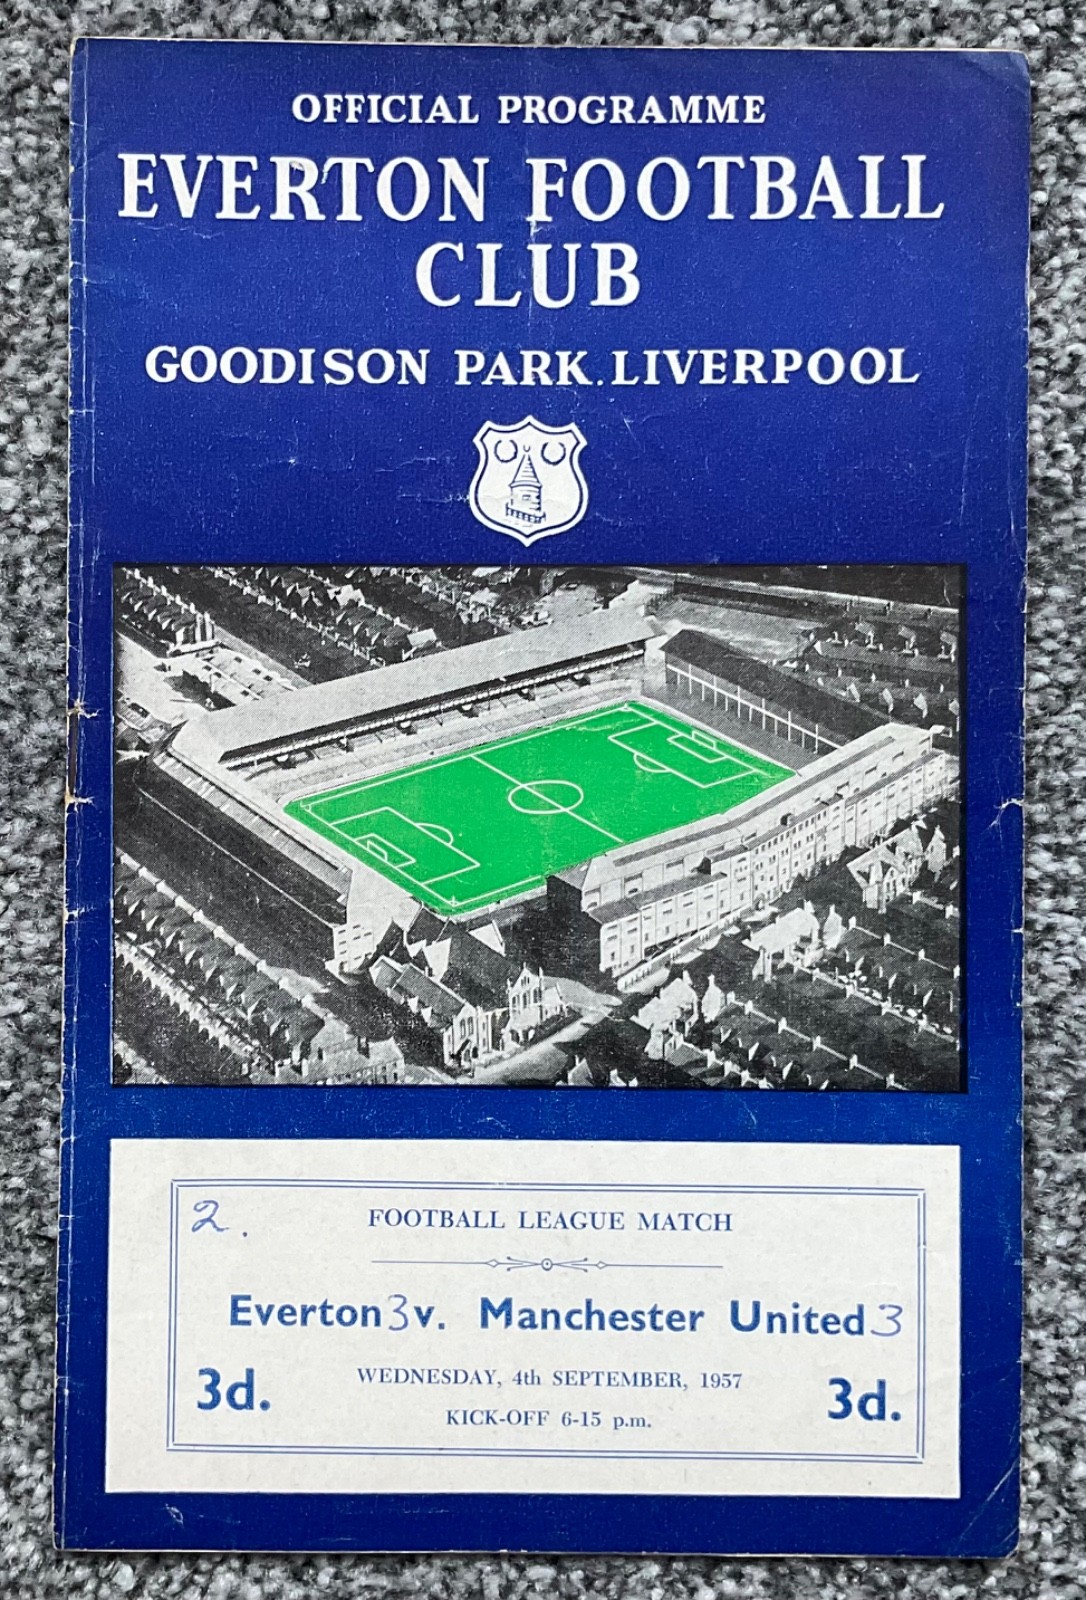 OFFICIAL PROGRAMME
EVERTON FOOTBALL
CLUB
GOODISON PARK. LIVERPOOL
2.
FOOTBALL LEAGUE MATCH
Everton 3 v. Manchester United 3
WEDNESDAY, 4th SEPTEMBER, 1957
3d. 3d.
KICK-OFF 6-15 p.m.